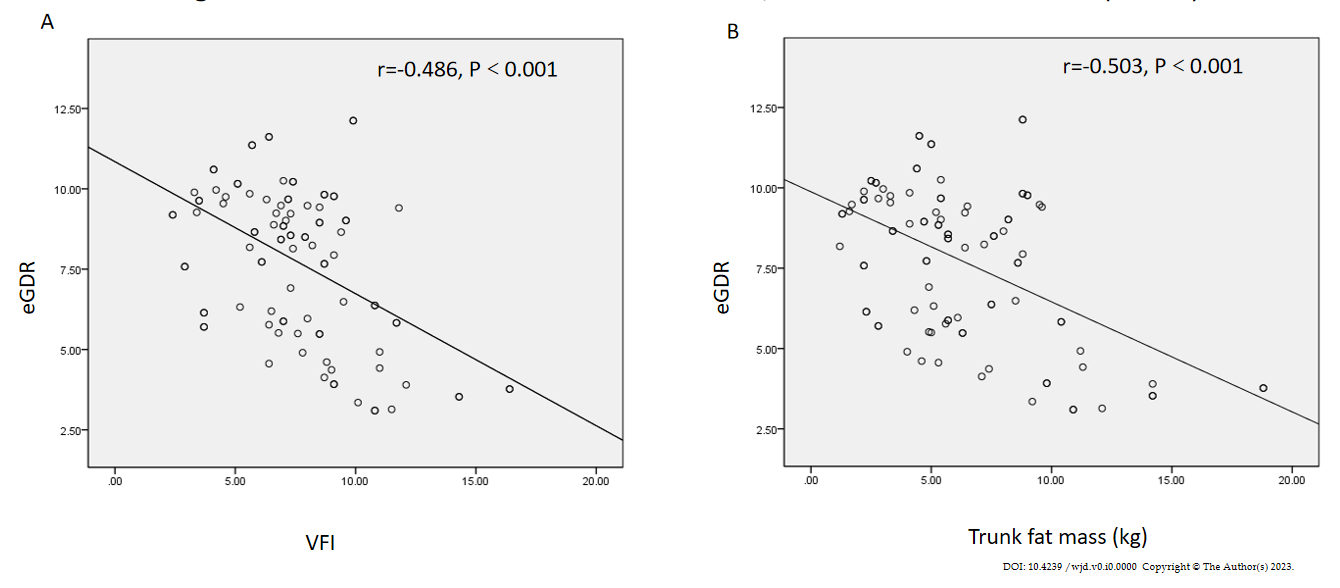 A
r=-0.486, P < 0.001
12.50
10.00
7.50
5.00
2.50
eGDR
.00 5.00 10.00 15.00 20.00
VFI
B
r=-0.503, P < 0.001
12.50
10.00
7.50
5.00
2.50
eGDR
.00 5.00 10.00 15.00 20.00
Trunk fat mass (kg)
DOI: 10.4239 /wjd.v0.i0.0000 Copyright © The Author(s) 2023.